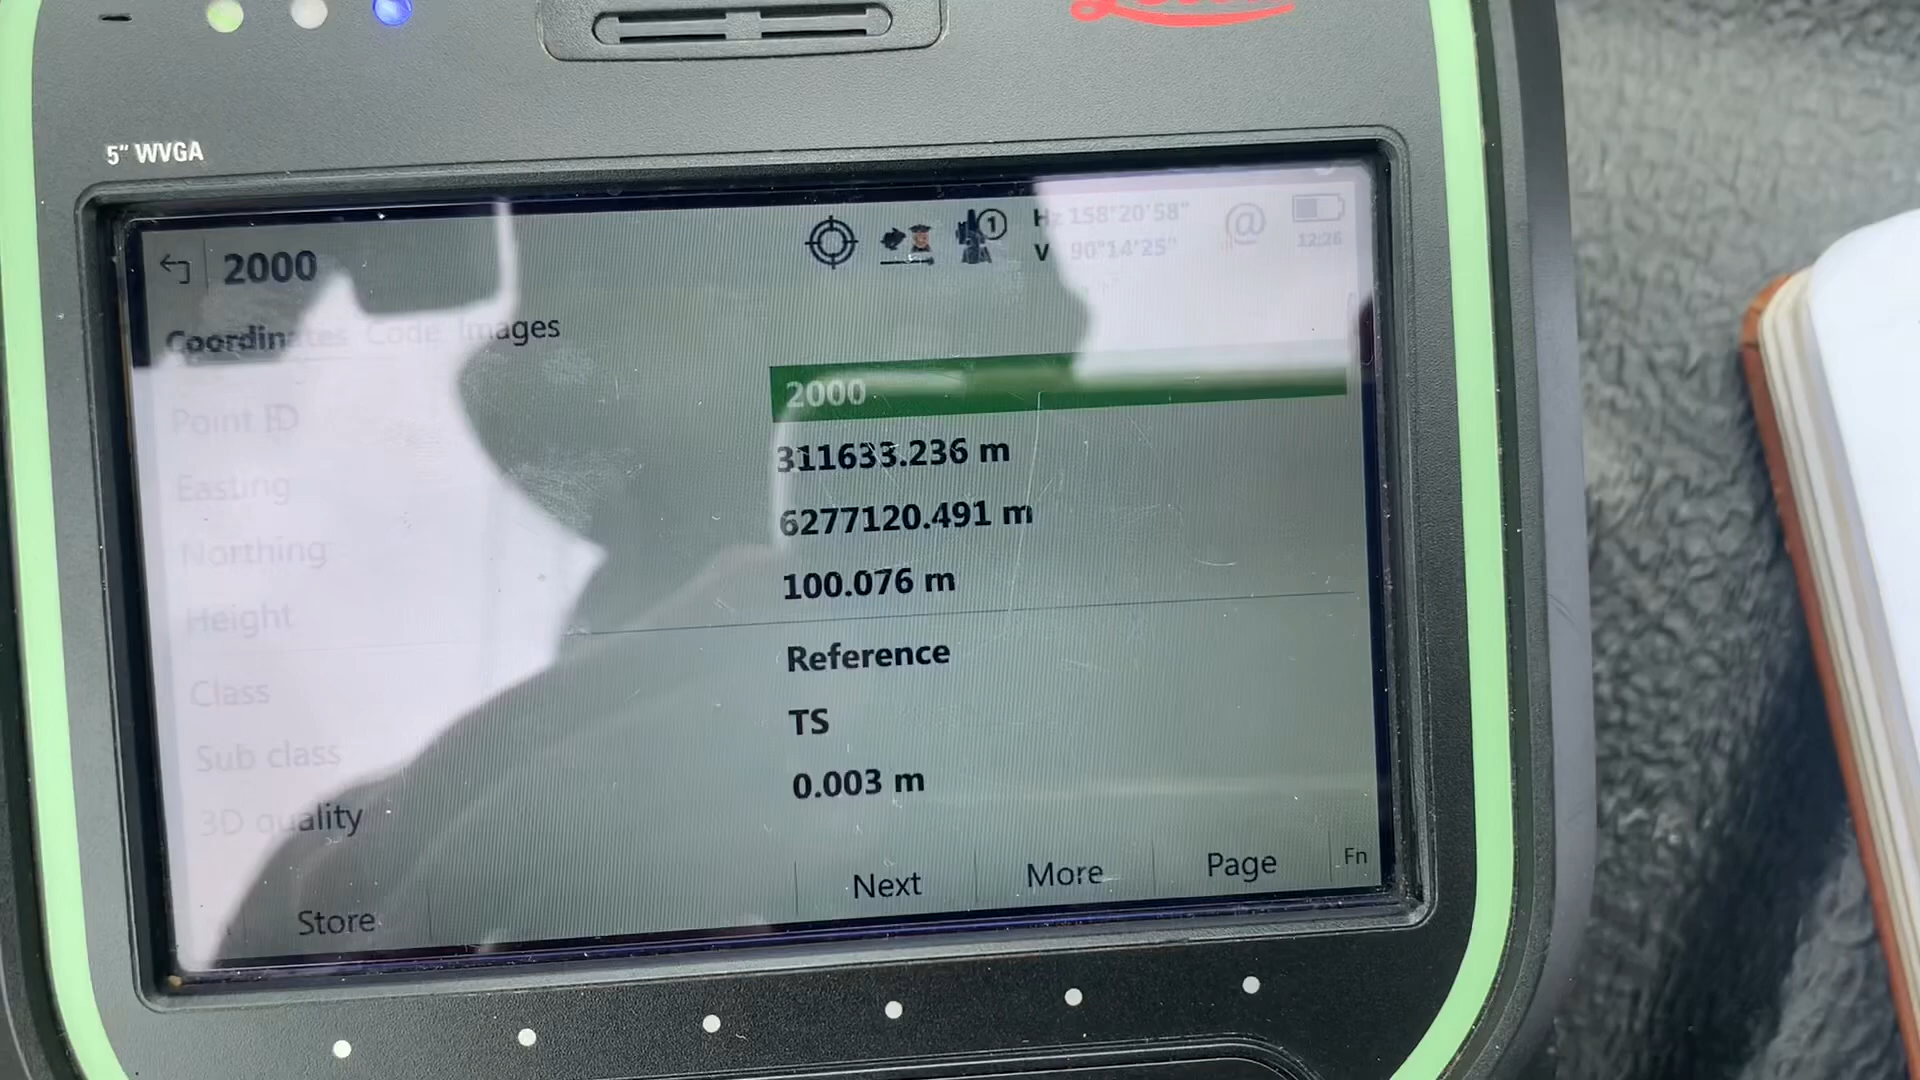 5" WVGA
2000
1
Hz 158°20'58"
V 90°14'25"
@
12:26
Coordinates Code Images
Point ID 2000
Easting 311633.236 m
Northing 6277120.491 m
Height 100.076 m
Class Reference
Sub class TS
3D quality 0.003 m
Store Next More Page Fn